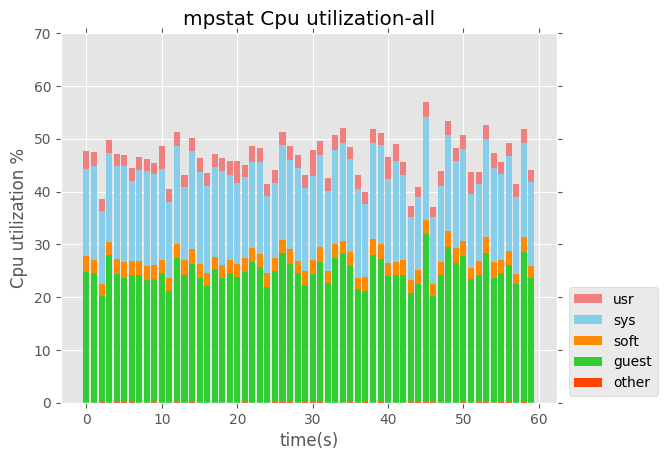 mpstat Cpu utilization-all
Cpu utilization %
70
60
50
40
30
20
10
0
0 10 20 30 40 50 60
time(s)
usr
sys
soft
guest
other